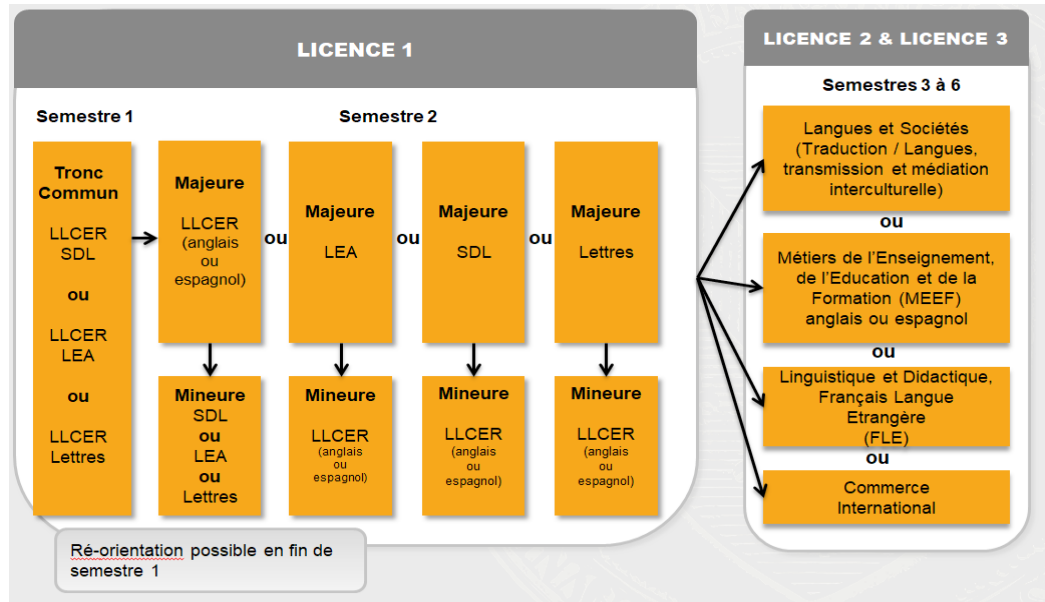 LICENCE 1
Semestre 1
Semestre 2
Tronc
Commun
LLCER
SDL
ou
LLCER
LEA
ou
LLCER
Lettres
Majeure
LLCER
(anglais
ou
espagnol)
ou
Majeure
LEA
ou
Majeure
SDL
ou
Majeure
Lettres
Mineure
SDL
ou
LEA
ou
Lettres
Mineure
LLCER
(anglais
ou
espagnol)
Mineure
LLCER
(anglais
ou
espagnol)
Mineure
LLCER
(anglais
ou
espagnol)
Ré-orientation possible en fin de
semestre 1
LICENCE 2 & LICENCE 3
Semestres 3 à 6
Langues et Sociétés
(Traduction / Langues,
transmission et médiation
interculturelle)
ou
Métiers de l’Enseignement,
de l’Education et de la
Formation (MEEF)
anglais ou espagnol
ou
Linguistique et Didactique,
Français Langue
Etrangère
(FLE)
ou
Commerce
International